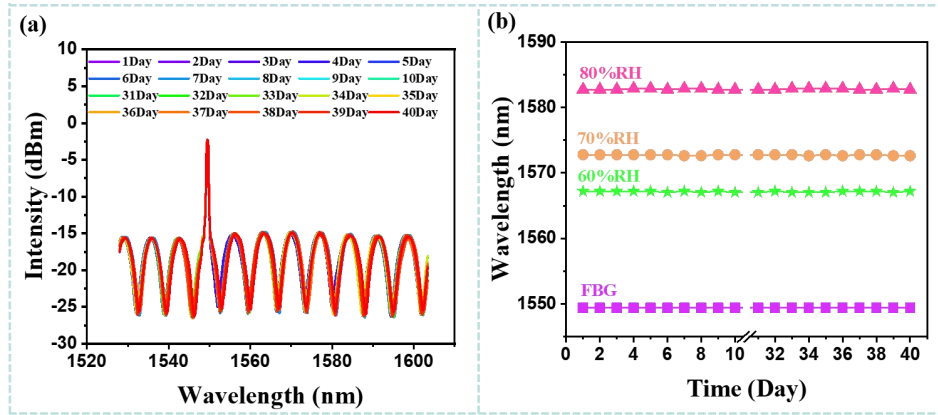 (a)
10
5
0
-5
-10
-15
-20
-25
-30
Intensity (dBm)
1Day 2Day 3Day 4Day 5Day
6Day 7Day 8Day 9Day 10Day
31Day 32Day 33Day 34Day 35Day
36Day 37Day 38Day 39Day 40Day
1520 1540 1560 1580 1600
Wavelength (nm)
(b)
1590
1580
1570
1560
1550
Wavelength (nm)
80%RH
70%RH
60%RH
FBG
0 2 4 6 8 10 32 34 36 38 40
Time (Day)